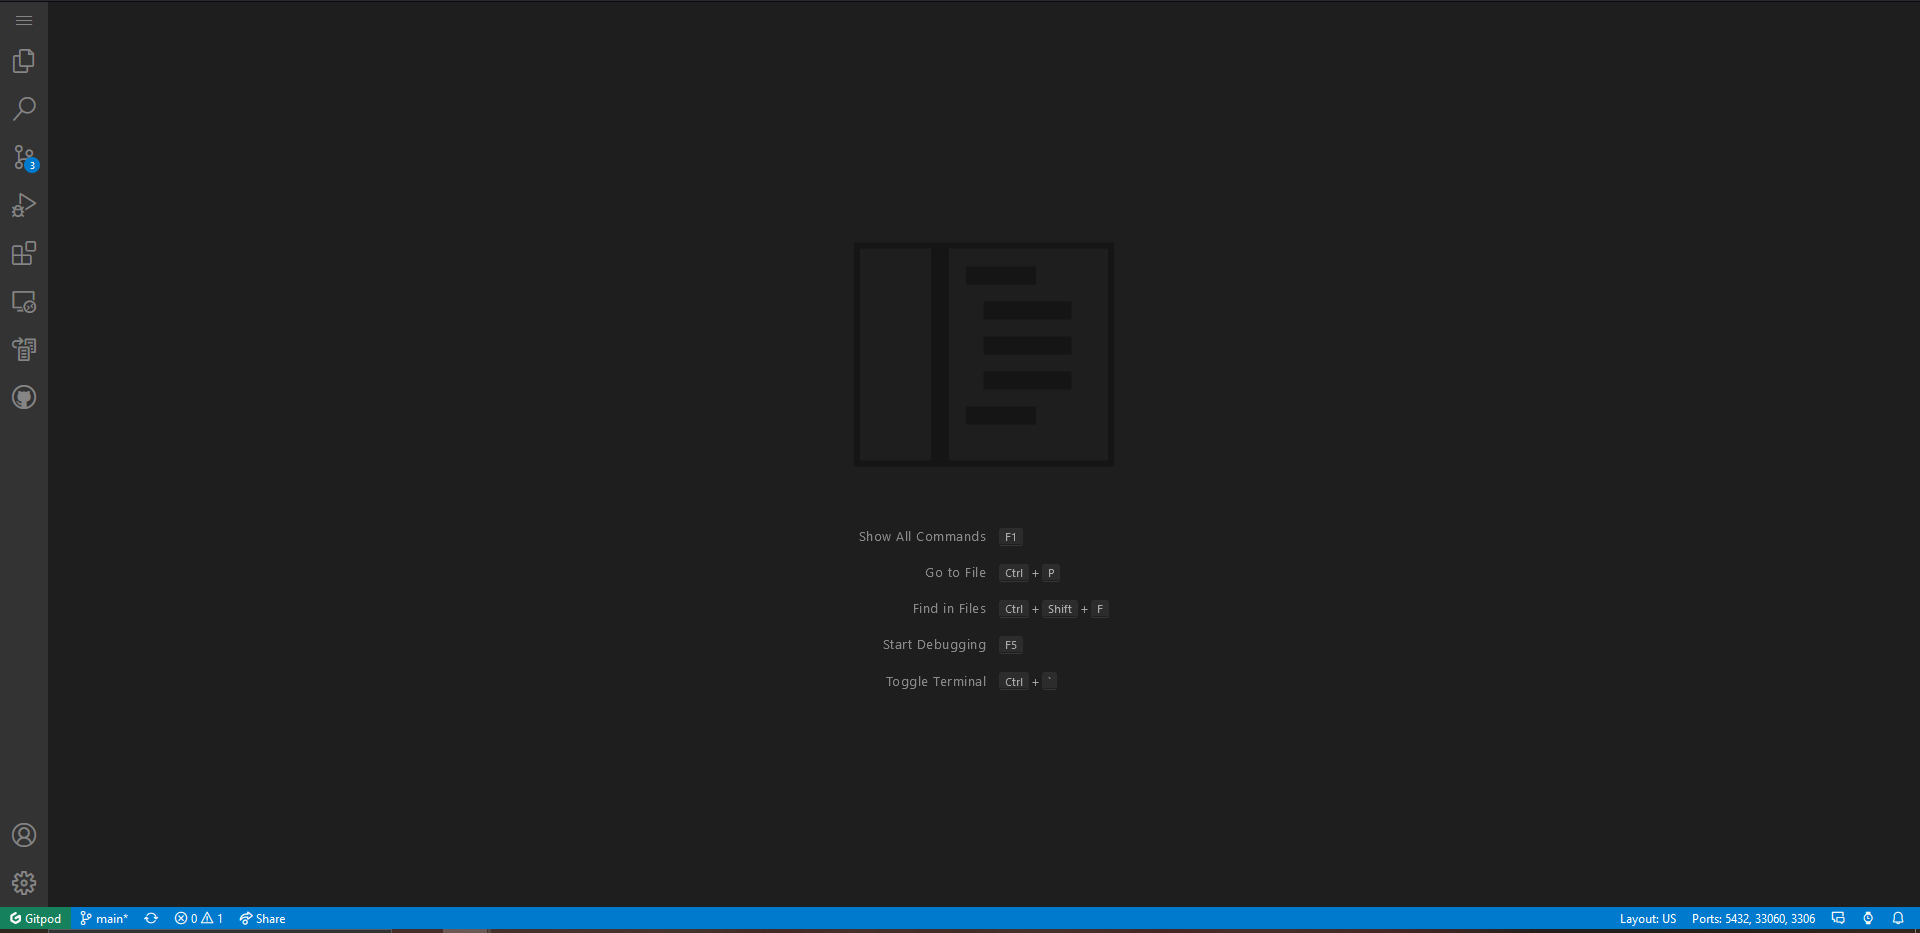 3
Show All Commands F1
Go to File Ctrl + P
Find in Files Ctrl + Shift + F
Start Debugging F5
Toggle Terminal Ctrl + `
Gitpod main* 0 1 Share Layout: US Ports: 5432, 33060, 3306